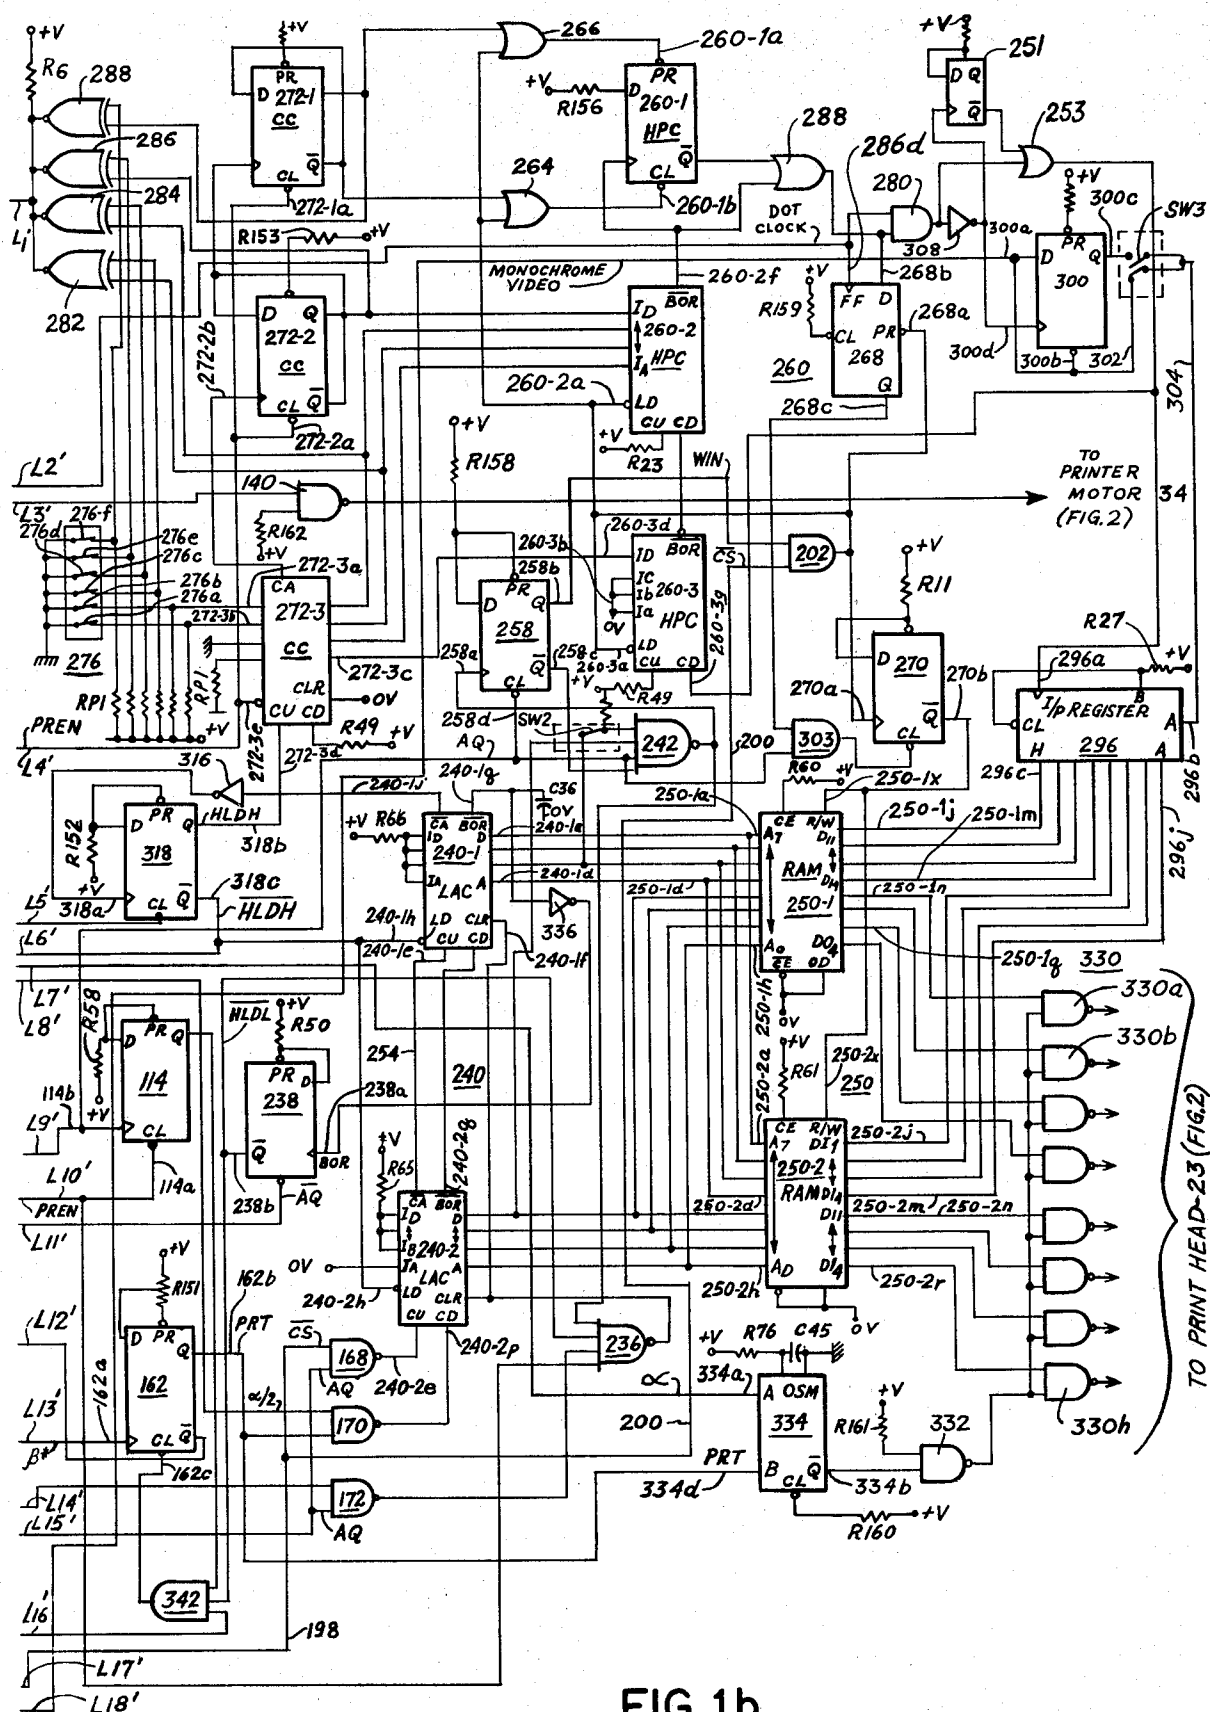 +V
R6
288
286
284
L1'
282
+V
PR
D 272-1
CC
Q̄
CL
272-1a
R153
+V
266
260-1a
+V
R156
PR
D
260-1
HPC
Q̄
CL
260-1b
264
288
286d
280
+V
251
D Q
Q̄
253
+V
300c
SW3
308
300a
DOT
CLOCK
MONOCHROME
VIDEO
260-2f
268b
PR
D Q
300
300d
300b
302
304
272-2b
D Q
272-2
CC
CL Q̄
272-2a
BOR
ID
260-2
IA HPC
260-2a
LD
CU CD
+V
R23
+V
R159
FF D
CL PR
268
Q
268a
260
268c
L2'
L3'
140
R162
+V
+V
R158
WIN
TO
PRINTER
MOTOR 34
(FIG.2)
276-f
276d
276e
276c
276b
276a
276
272-3a
272-3b
CA
272-3
CC
CLR
CU CD
272-3c
0V
R49
+V
RP1
RP1
+V
272-3e
272-3d
260-3d
260-3b
258b
BOR
ID
IC
Ib
Ia
260-3
HPC
0V
LD
CU CD
260-3a
260-3g
C̄S̄
202
+V
R11
PR
D Q
258
Q̄
CL
258a
258c
258d
+V
R49
SW2
242
AQ
200
D
270
270a
270b
Q̄
CL
303
R60
+V
R27
+V
296a
B
I/P REGISTER
CL
A
H 296 A
296c
296b
296j
PREN
L4'
316
PR
D Q
HLDH
R152
318
318b
+V
318a
CL Q̄
318c
HLDH
L5'
L6'
240-1j
240-1g
C36
0V
+V
R66
CA BOR
ID D
240-1
IA LAC A
LD CLR
CU CD
240-1a
240-1d
240-1h
240-1e
240-1f
336
250-1a
250-1x
CE R/W
A7 DI1
RAM
250-1
A0 DO4
CE OD
250-1j
250-1m
250-1d
250-1n
250-1q
250-1h
0V
330
330a
330b
L7'
L8'
R58
+V
PR
D Q
114
CL
114b
114a
L9'
L10'
PREN
L11'
HLDL
+V
R50
PR
D
238
Q̄
BOR
238a
238b
AQ
254
240
240-2g
+V
R65
CA BOR
ID D
IB 240-2
IA LAC A
LD CLR
CU CD
0V
240-2h
240-2e
240-2p
+V
R61
250-2a
250-2x
250
CE R/W
A7 DI1
250-2
RAM DI4
DI1
AD DI4
250-2j
250-2d
250-2m
250-2n
250-2h
250-2r
0V
TO PRINT HEAD-23 (FIG.2)
+V
R151
162b
PRT
PR
D Q
162
CL Q̄
162a
162c
L12'
L13'
β*
α/2
CS
168
AQ
170
172
AQ
236
+V
R76
C45
∝
334a
A OSM
334
B Q̄
CL
200
PRT
334d
334b
+V
R161
332
330h
R160
+V
L14'
L15'
342
L16'
198
L17'
L18'
FIG.1b